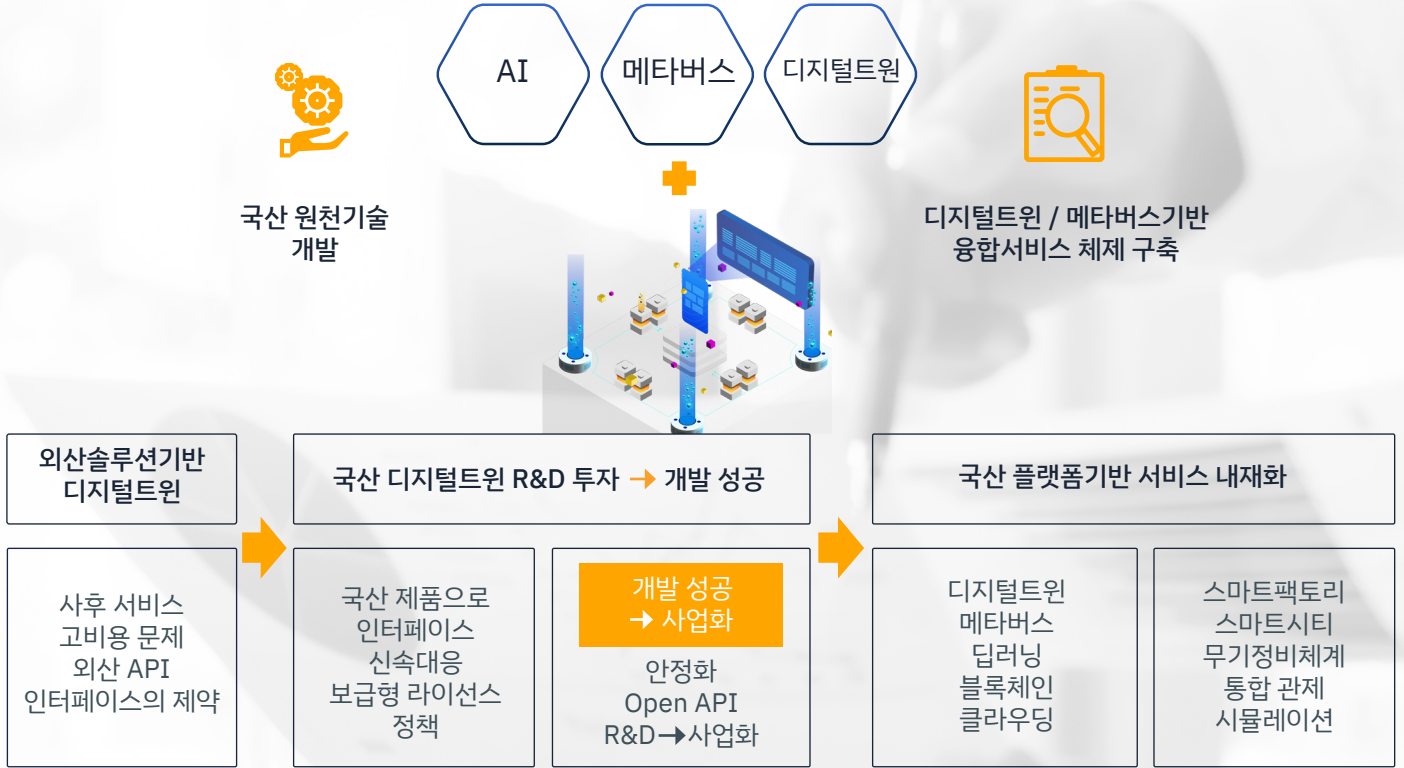 AI
메타버스
디지털트원
국산 원천기술
개발
디지털트윈 / 메타버스기반
융합서비스 체제 구축
외산솔루션기반
디지털트윈
국산 디지털트윈 R&D 투자 → 개발 성공
국산 플랫폼기반 서비스 내재화
사후 서비스
고비용 문제
외산 API
인터페이스의 제약
국산 제품으로
인터페이스
신속대응
보급형 라이선스
정책
개발 성공
→ 사업화
안정화
Open API
R&D→사업화
디지털트윈
메타버스
딥러닝
블록체인
클라우딩
스마트팩토리
스마트시티
무기정비체계
통합 관제
시뮬레이션